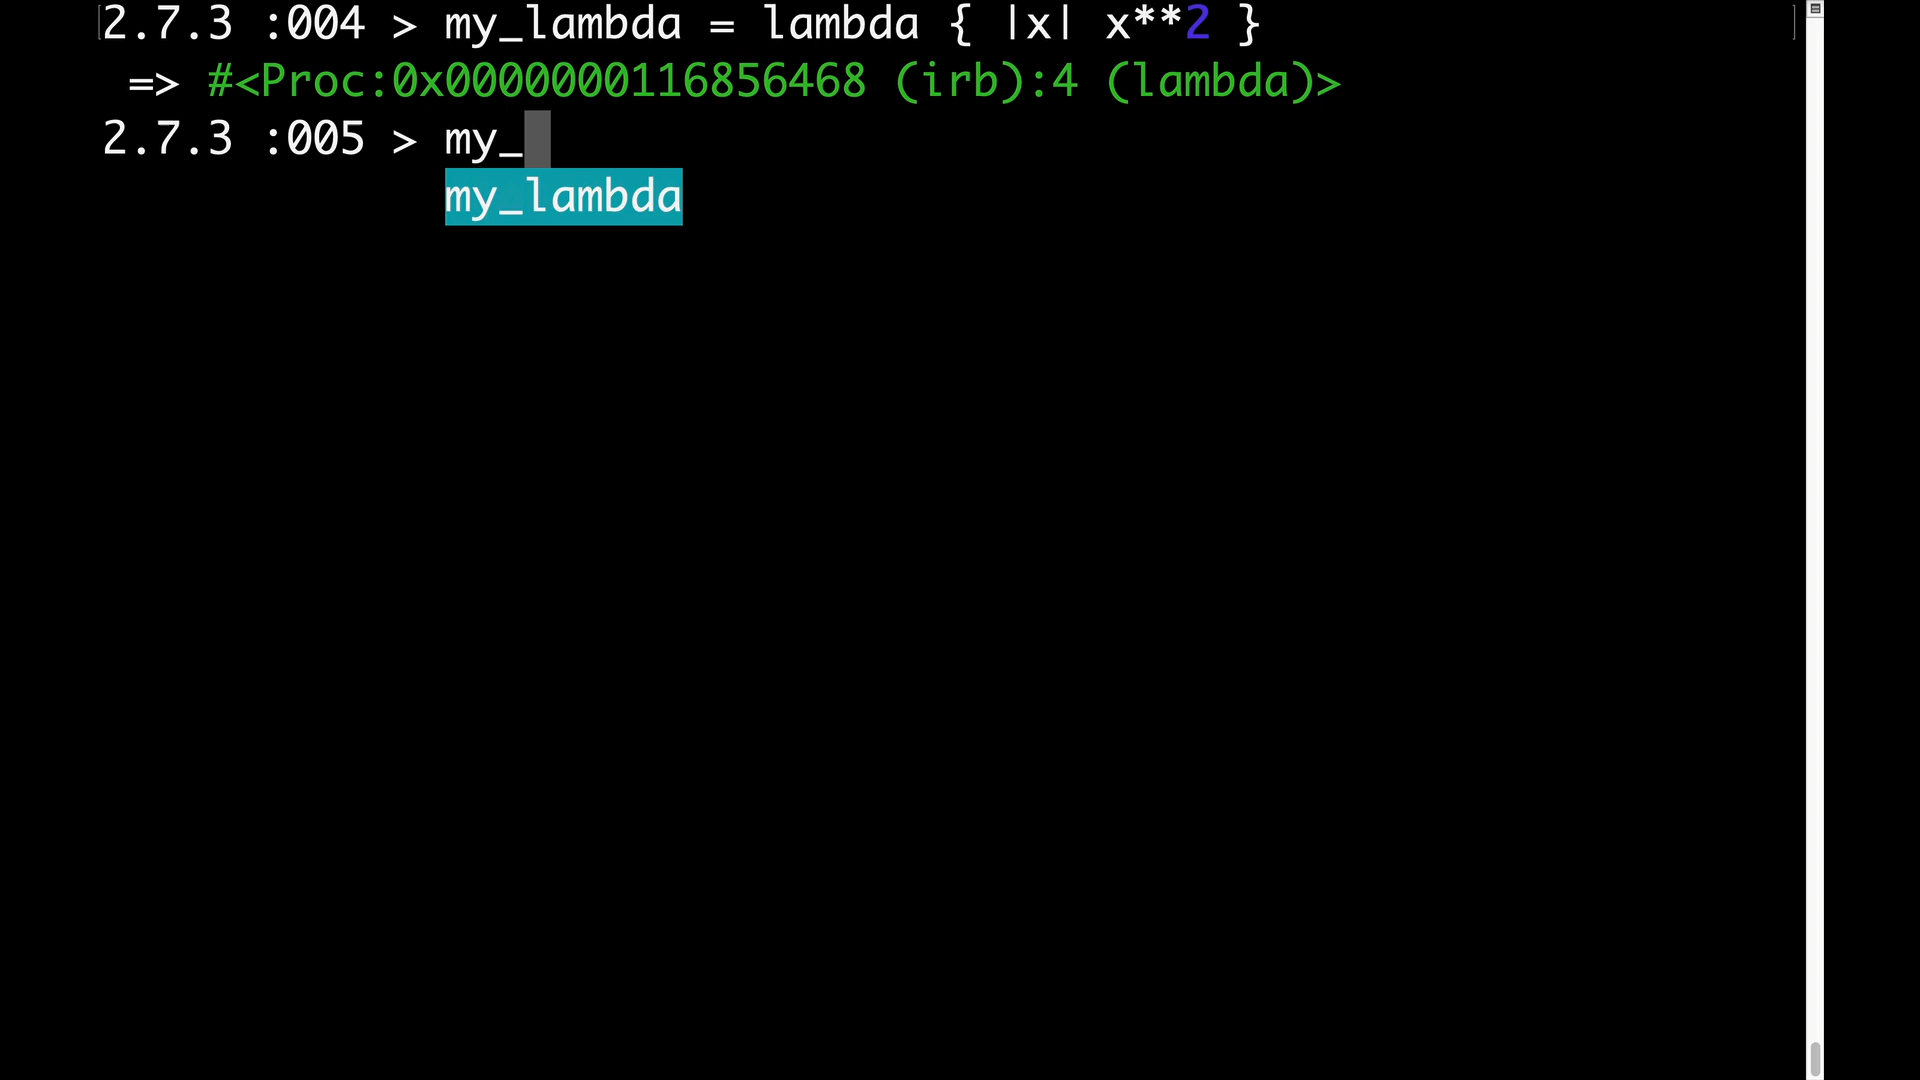 2.7.3 :004 > my_lambda = lambda { |x| x**2 }
=> #<Proc:0x0000000116856468 (irb):4 (lambda)>
2.7.3 :005 > my_
my_lambda